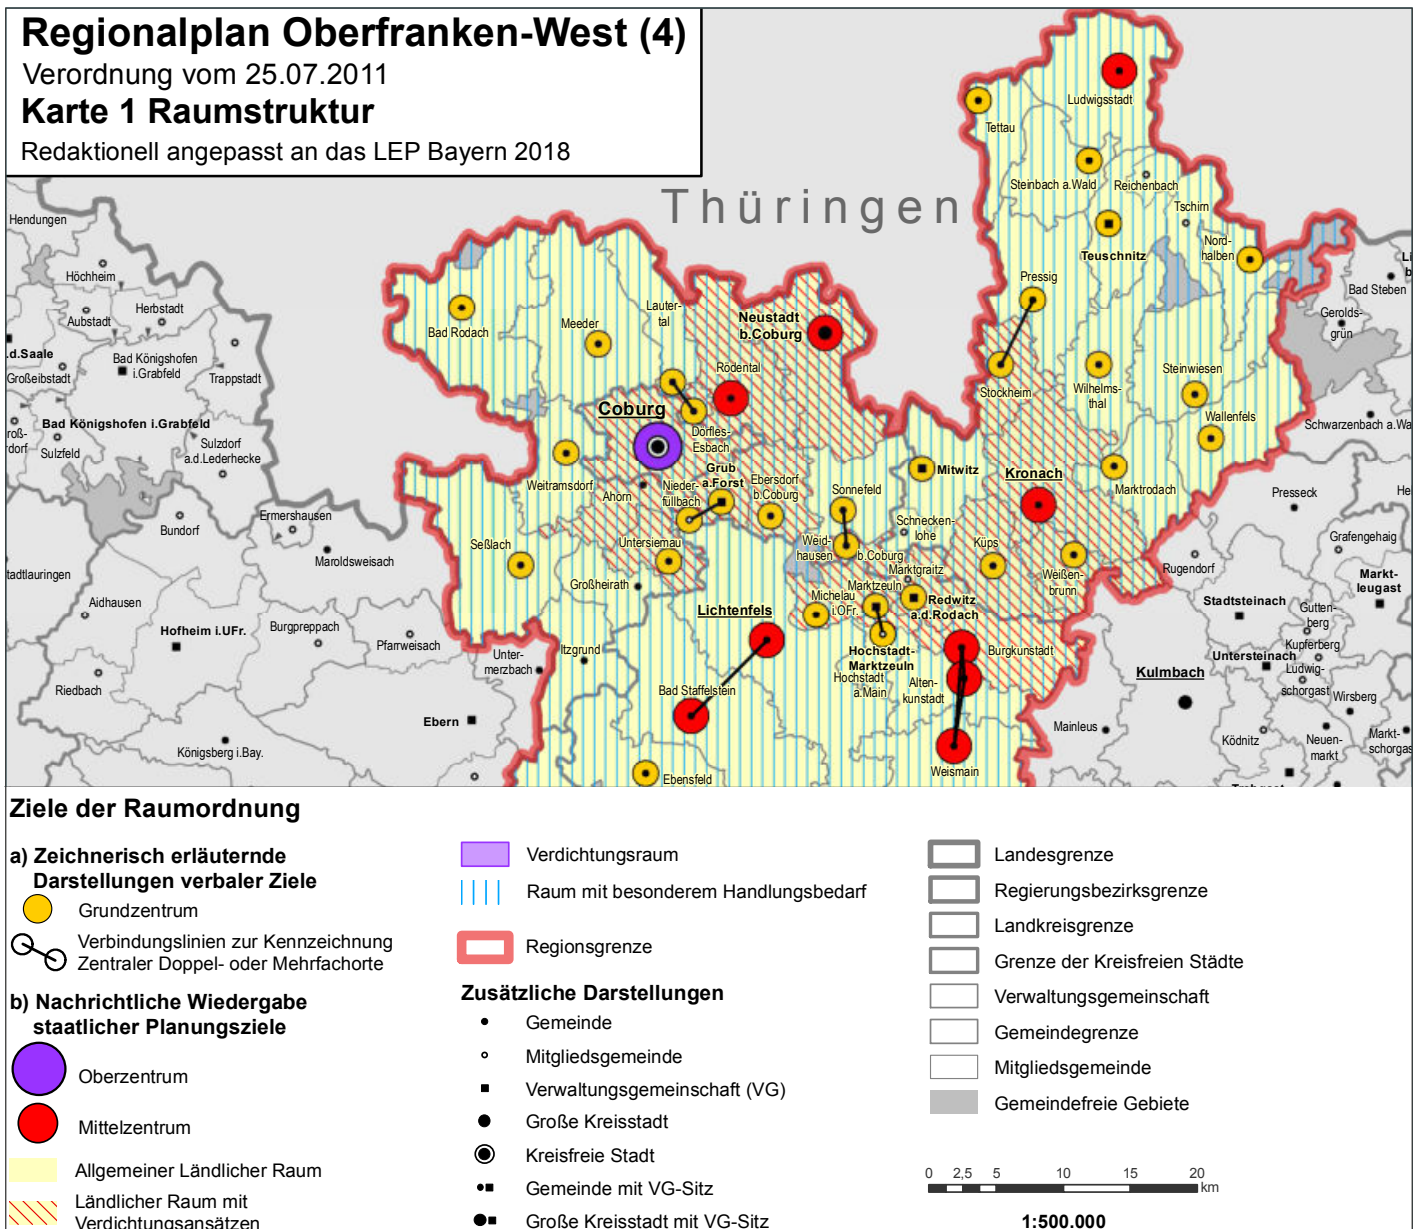 Regionalplan Oberfranken-West (4)
Verordnung vom 25.07.2011
Karte 1 Raumstruktur
Redaktionell angepasst an das LEP Bayern 2018
Thüringen
Ludwigsstadt
Tettau
Steinbach a.Wald
Reichenbach
Tschirn
Teuschnitz
Nord-
halben
Pressig
Stockheim
Wilhelms-
thal
Steinwiesen
Wallenfels
Marktrodach
Kronach
Mitwitz
Küps
Weißen-
brunn
Schnecken-
lohe
Bad Rodach
Meeder
Lauter-
tal
Neustadt
b.Coburg
Rödental
Coburg
Dörfles-
Esbach
Weitramsdorf
Ahorn
Grub
a.Forst
Nieder-
füllbach
Ebersdorf
b.Coburg
Sonnefeld
Weid-
hausen
b.Coburg
Untersiemau
Seßlach
Großheirath
Itzgrund
Marktgraitz
Marktzeuln
Michelau
i.OFr.
Redwitz
a.d.Rodach
Lichtenfels
Hochstadt-
Marktzeuln
Hochstadt
a.Main
Burgkunstadt
Alten-
kunstadt
Bad Staffelstein
Weismain
Ebensfeld
Hendungen
Höchheim
Herbstadt
Aubstadt
.d.Saale
Großeibstadt
Bad Königshofen
i.Grabfeld
Trappstadt
Bad Königshofen i.Grabfeld
Sulzfeld
Sulzdorf
a.d.Lederhecke
Bundorf
Ermershausen
Maroldsweisach
tadtlauringen
Aidhausen
Hofheim i.UFr.
Burgpreppach
Pfarrweisach
Unter-
merzbach
Riedbach
Ebern
Königsberg i.Bay.
Bad Steben
Gerolds-
grün
Schwarzenbach a.Wa
Presseck
Grafengehaig
Rugendorf
Markt-
leugast
Stadtsteinach
Gutten-
berg
Kupferberg
Untersteinach
Ludwig-
schorgast
Kulmbach
Wirsberg
Mainleus
Ködnitz
Neuen-
markt
Markt-
schorgas
Ziele der Raumordnung
a) Zeichnerisch erläuternde
Darstellungen verbaler Ziele
Grundzentrum
Verbindungslinien zur Kennzeichnung
Zentraler Doppel- oder Mehrfachorte
b) Nachrichtliche Wiedergabe
staatlicher Planungsziele
Oberzentrum
Mittelzentrum
Allgemeiner Ländlicher Raum
Ländlicher Raum mit
Verdichtungsansätzen
Verdichtungsraum
Raum mit besonderem Handlungsbedarf
Regionsgrenze
Zusätzliche Darstellungen
Gemeinde
Mitgliedsgemeinde
Verwaltungsgemeinschaft (VG)
Große Kreisstadt
Kreisfreie Stadt
Gemeinde mit VG-Sitz
Große Kreisstadt mit VG-Sitz
Landesgrenze
Regierungsbezirksgrenze
Landkreisgrenze
Grenze der Kreisfreien Städte
Verwaltungsgemeinschaft
Gemeindegrenze
Mitgliedsgemeinde
Gemeindefreie Gebiete
0 2,5 5 10 15 20
km
1:500.000